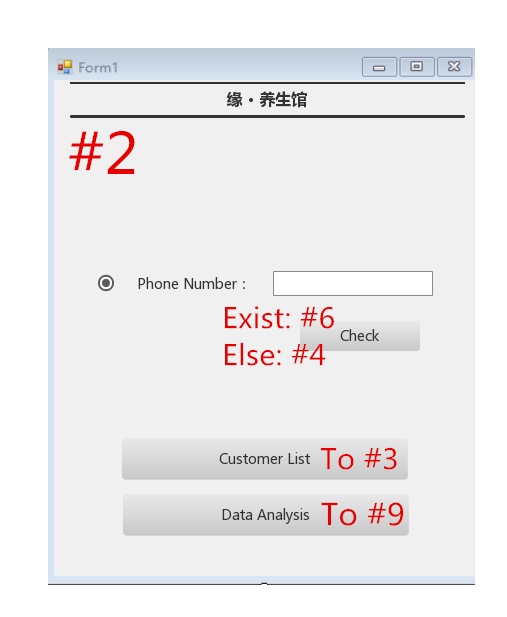 Form1
缘·养生馆
#2
Phone Number :
Exist: #6
Check
Else: #4
Customer List To #3
Data Analysis To #9